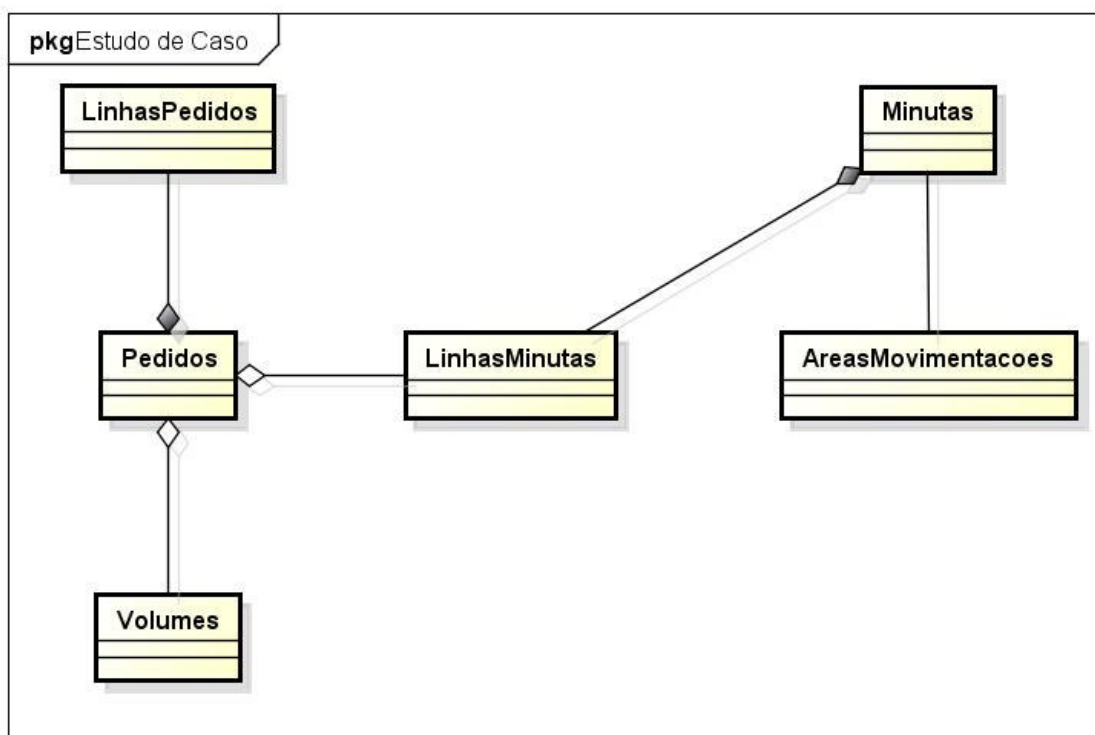 pkgEstudo de Caso
LinhasPedidos
Minutas
Pedidos
LinhasMinutas
AreasMovimentacoes
Volumes